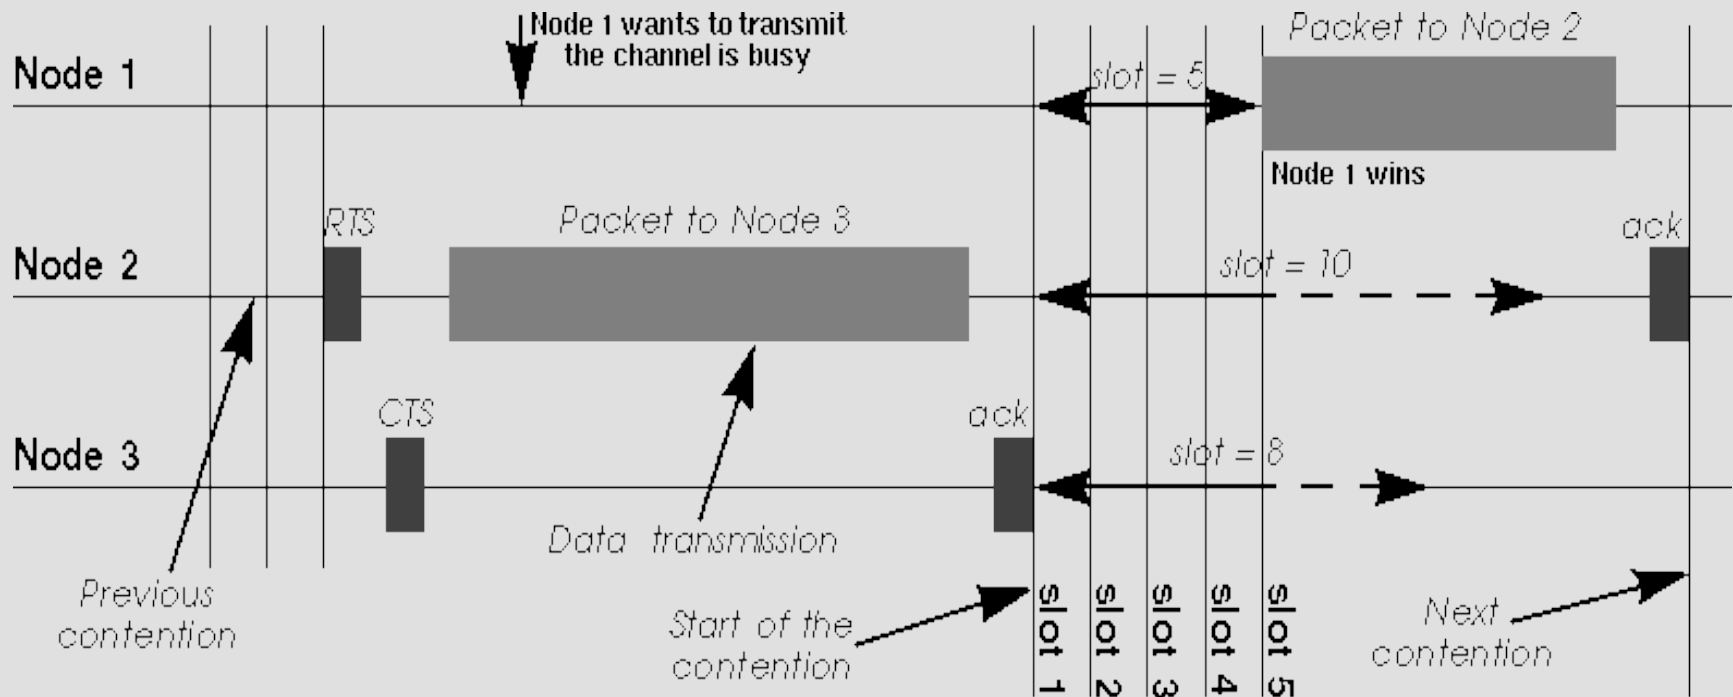 Node 1 wants to transmit
the channel is busy
Packet to Node 2
Node 1
slot = 5
Node 1 wins
RTS
Packet to Node 3
ack
Node 2
slot = 10
CTS
ack
Node 3
slot = 8
Data transmission
Previous
contention
Start of the
contention
slot 1
slot 2
slot 3
slot 4
slot 5
Next
contention